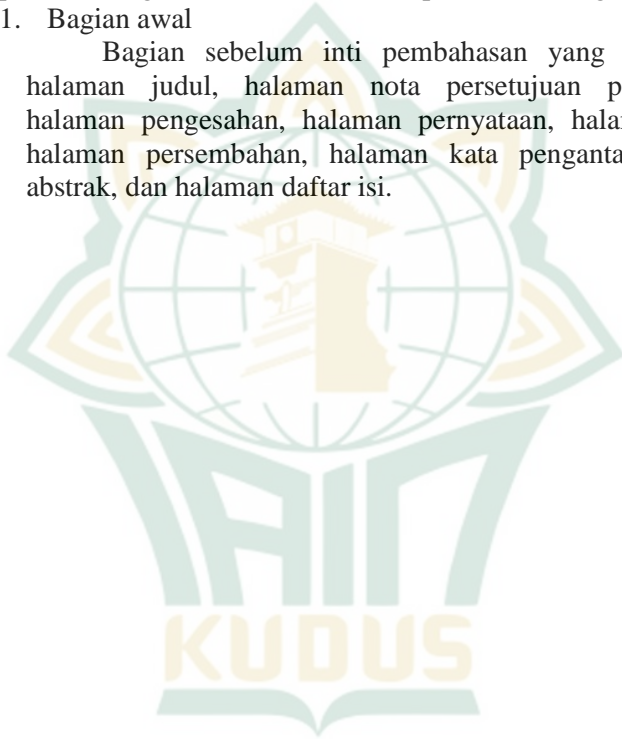 1. Bagian awal
Bagian sebelum inti pembahasan yang
halaman judul, halaman nota persetujuan
halaman pengesahan, halaman pernyataan,
halaman persembahan, halaman kata
abstrak, dan halaman daftar isi.
IAIN
KUDUS